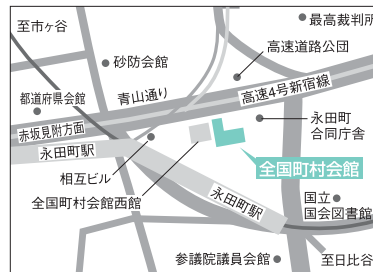 至市ヶ谷
最高裁判所
高速道路公団
砂防会館
高速4号新宿線
青山通り
都道府県会館
永田町
合同庁舎
赤坂見附方面
永田町駅
相互ビル
全国町村会館
全国町村会館西館
永田町駅
国立
国会図書館
参議院議員会館
至日比谷